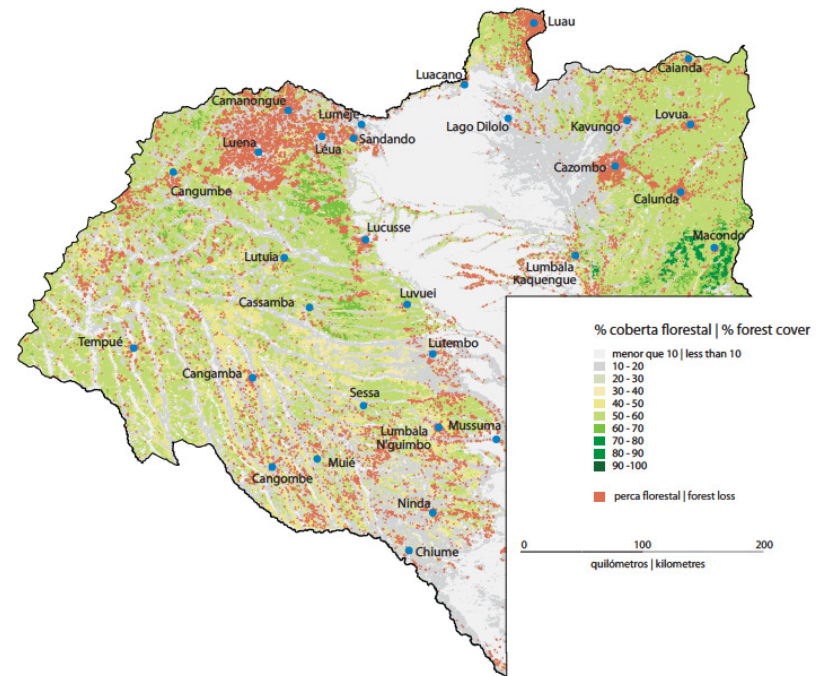 Luau
Luacano
Caianda
Camanongue
Lumeje
Lago Dilolo
Kavungo
Lovua
Luena
Léua
Sandando
Cazombo
Cangumbe
Calunda
Lucusse
Macondo
Lutuia
Lumbala
Kaquengue
Cassamba
Luvuei
Tempué
Lutembo
Cangamba
Sessa
Lumbala
N'guimbo
Mussuma
Muié
Cangombe
Ninda
Chiume
% coberta florestal | % forest cover
menor que 10 | less than 10
10 - 20
20 - 30
30 - 40
40 - 50
50 - 60
60 - 70
70 - 80
80 - 90
90 -100
perca florestal | forest loss
0 100 200
quilómetros | kilometres